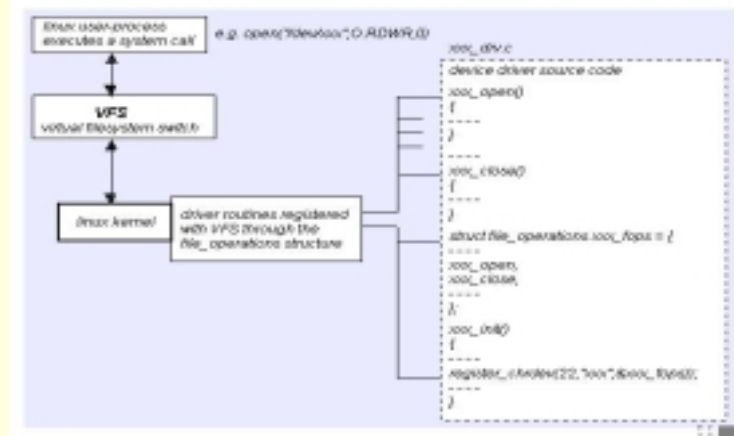 linux user-process
executes a system call
e.g. open("/dev/xxx",O_RDWR,0)
VFS
virtual filesystem switch
linux kernel
driver routines registered
with VFS through the
file_operations structure
xxx_drv.c
device driver source code
xxx_open()
{
-----
}
-----
xxx_close()
{
-----
}
struct file_operations xxx_fops = {
-----
xxx_open,
xxx_close,
-----
};
xxx_init()
{
-----
register_chrdev(22,"xxx",&xxx_fops);
-----
}